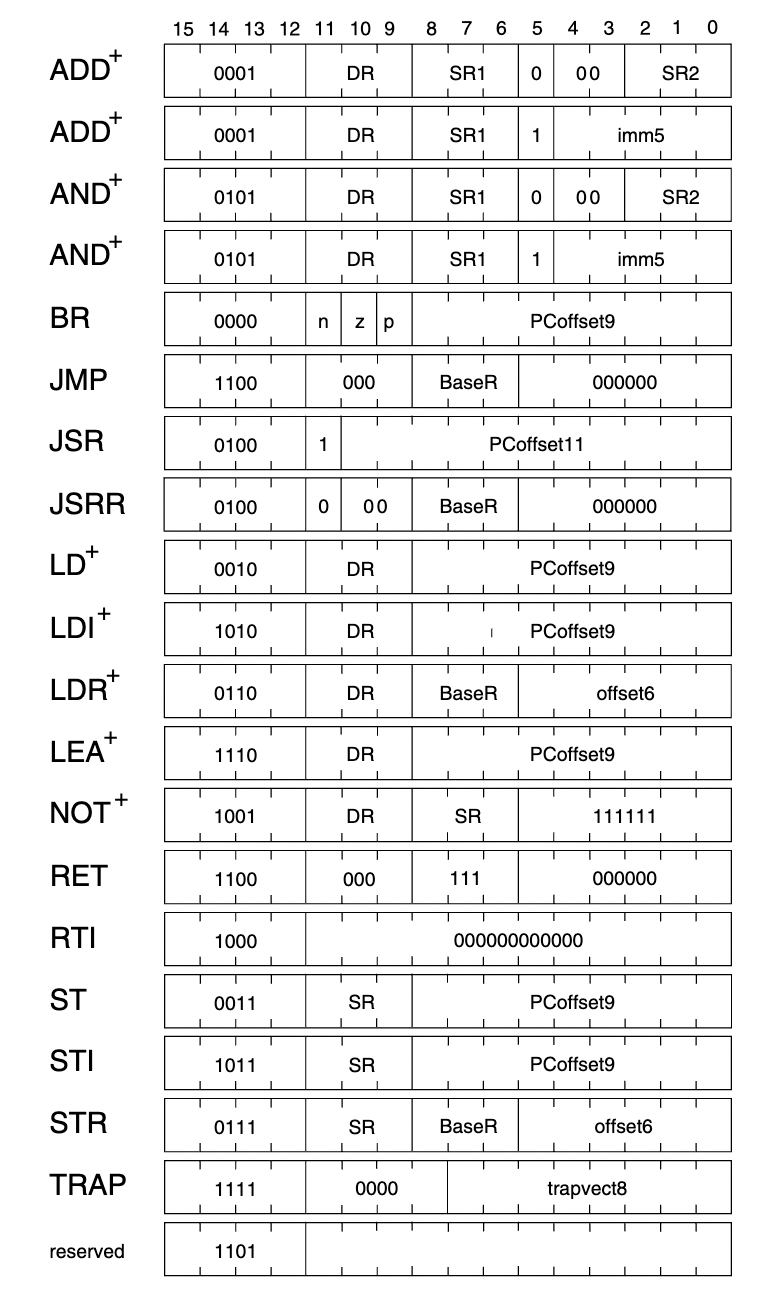 15 14 13 12 11 10 9 8 7 6 5 4 3 2 1 0
ADD+ 0001 DR SR1 0 00 SR2
ADD+ 0001 DR SR1 1 imm5
AND+ 0101 DR SR1 0 00 SR2
AND+ 0101 DR SR1 1 imm5
BR 0000 n z p PCoffset9
JMP 1100 000 BaseR 000000
JSR 0100 1 PCoffset11
JSRR 0100 0 00 BaseR 000000
LD+ 0010 DR PCoffset9
LDI+ 1010 DR PCoffset9
LDR+ 0110 DR BaseR offset6
LEA+ 1110 DR PCoffset9
NOT+ 1001 DR SR 111111
RET 1100 000 111 000000
RTI 1000 000000000000
ST 0011 SR PCoffset9
STI 1011 SR PCoffset9
STR 0111 SR BaseR offset6
TRAP 1111 0000 trapvect8
reserved 1101